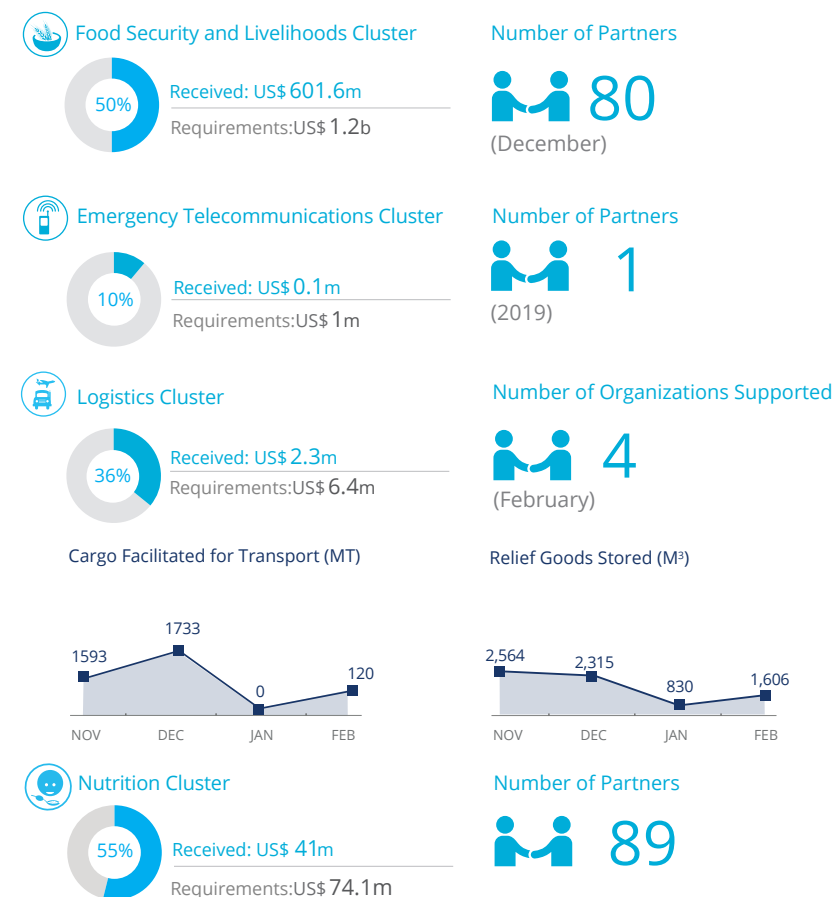 Food Security and Livelihoods Cluster
Number of Partners
50%
Received: US$ 601.6m
Requirements:US$ 1.2b
80
(December)
Emergency Telecommunications Cluster
Number of Partners
10%
Received: US$ 0.1m
Requirements:US$ 1m
1
(2019)
Logistics Cluster
Number of Organizations Supported
36%
Received: US$ 2.3m
Requirements:US$ 6.4m
4
(February)
Cargo Facilitated for Transport (MT)
1593
1733
0
120
NOV DEC JAN FEB
Relief Goods Stored (M³)
2,564
2,315
830
1,606
NOV DEC JAN FEB
Nutrition Cluster
Number of Partners
55%
Received: US$ 41m
Requirements:US$ 74.1m
89